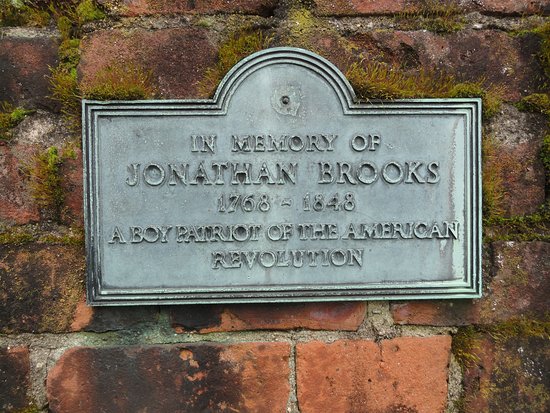 IN MEMORY OF
JONATHAN BROOKS
1768 - 1848
A BOY PATRIOT OF THE AMERICAN
REVOLUTION